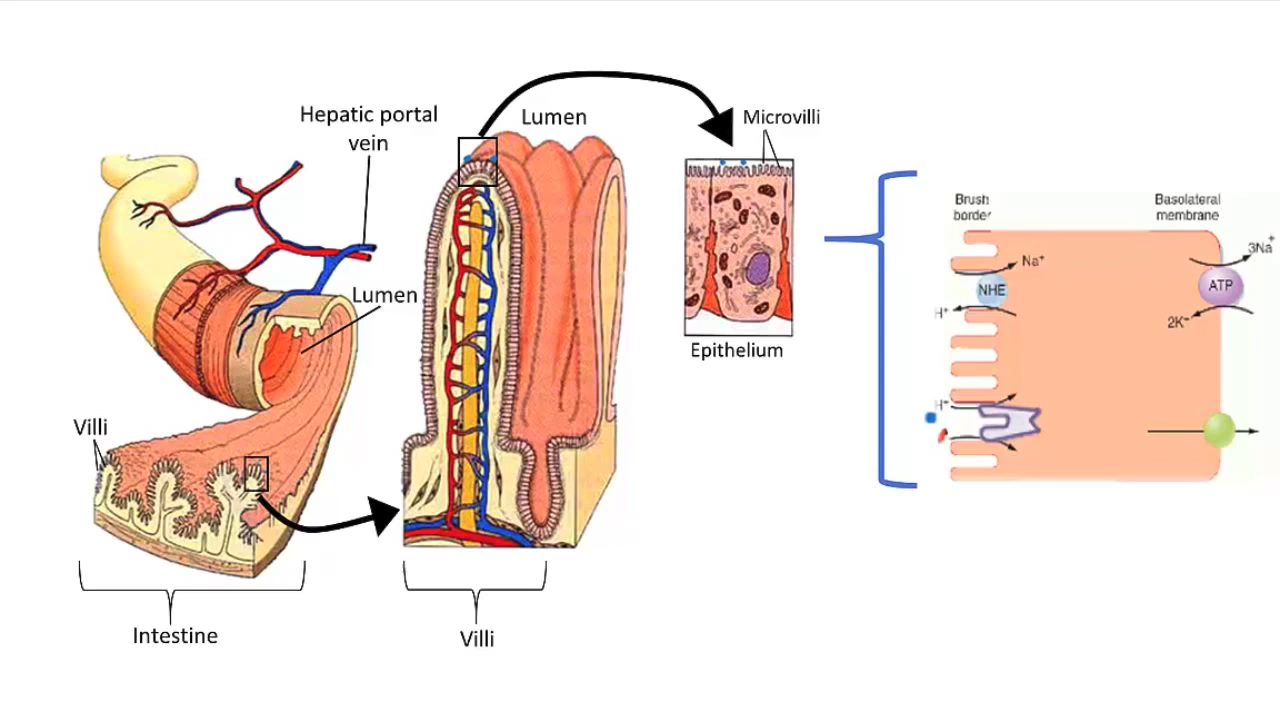 Hepatic portal
vein
Lumen
Villi
Intestine
Lumen
Villi
Microvilli
Epithelium
Brush
border
Basolateral
membrane
Na⁺
NHE
H⁺
H⁺
3Na⁺
ATP
2K⁺